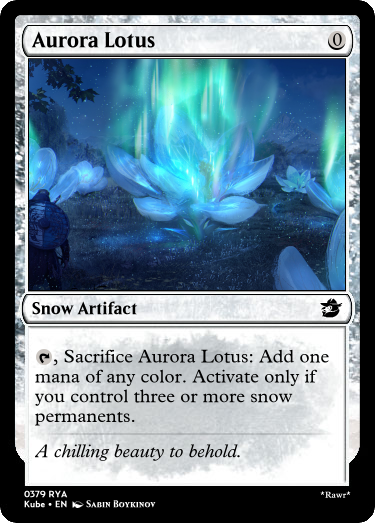 Aurora Lotus 0
Snow Artifact
, Sacrifice Aurora Lotus: Add one
mana of any color. Activate only if
you control three or more snow
permanents.
A chilling beauty to behold.
0379 RYA
*Rawr*
Kube • EN Sabin Boykinov